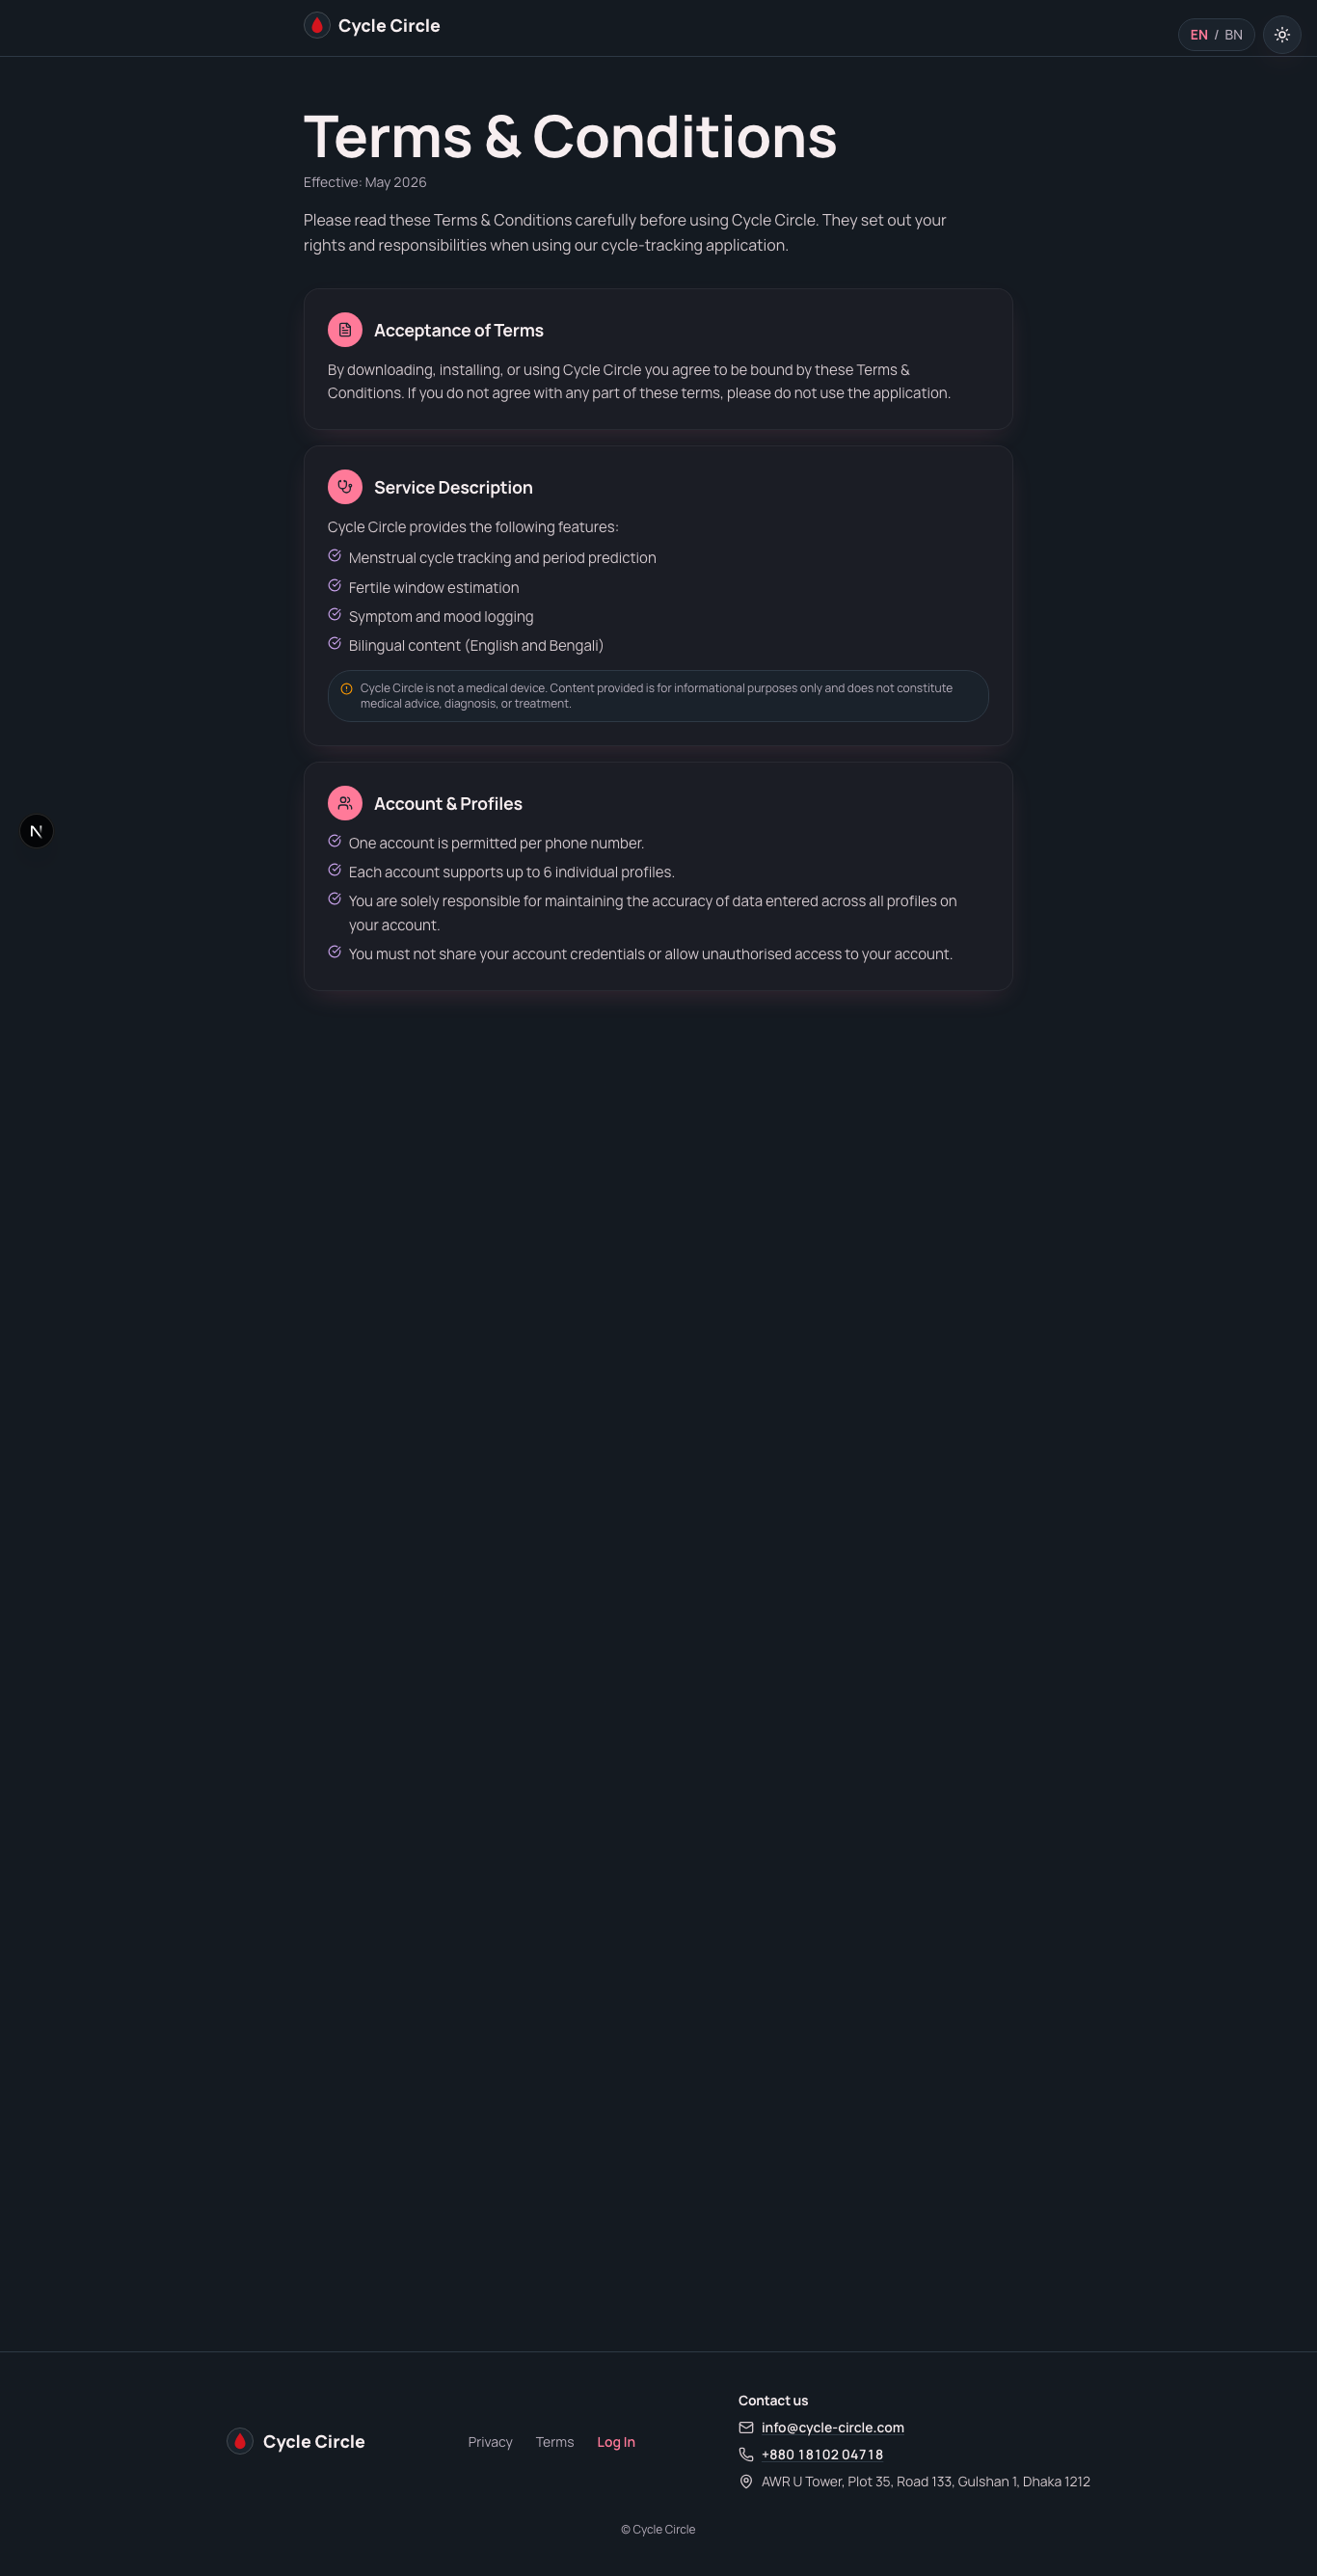 Cycle Circle
EN / BN
Terms & Conditions
Effective: May 2026
Please read these Terms & Conditions carefully before using Cycle Circle. They set out your
rights and responsibilities when using our cycle-tracking application.
Acceptance of Terms
By downloading, installing, or using Cycle Circle you agree to be bound by these Terms &
Conditions. If you do not agree with any part of these terms, please do not use the application.
Service Description
Cycle Circle provides the following features:
Menstrual cycle tracking and period prediction
Fertile window estimation
Symptom and mood logging
Bilingual content (English and Bengali)
Cycle Circle is not a medical device. Content provided is for informational purposes only and does not constitute
medical advice, diagnosis, or treatment.
Account & Profiles
One account is permitted per phone number.
Each account supports up to 6 individual profiles.
You are solely responsible for maintaining the accuracy of data entered across all profiles on
your account.
You must not share your account credentials or allow unauthorised access to your account.
N
Cycle Circle
Privacy Terms Log In
Contact us
info@cycle-circle.com
+880 18102 04718
AWR U Tower, Plot 35, Road 133, Gulshan 1, Dhaka 1212
© Cycle Circle